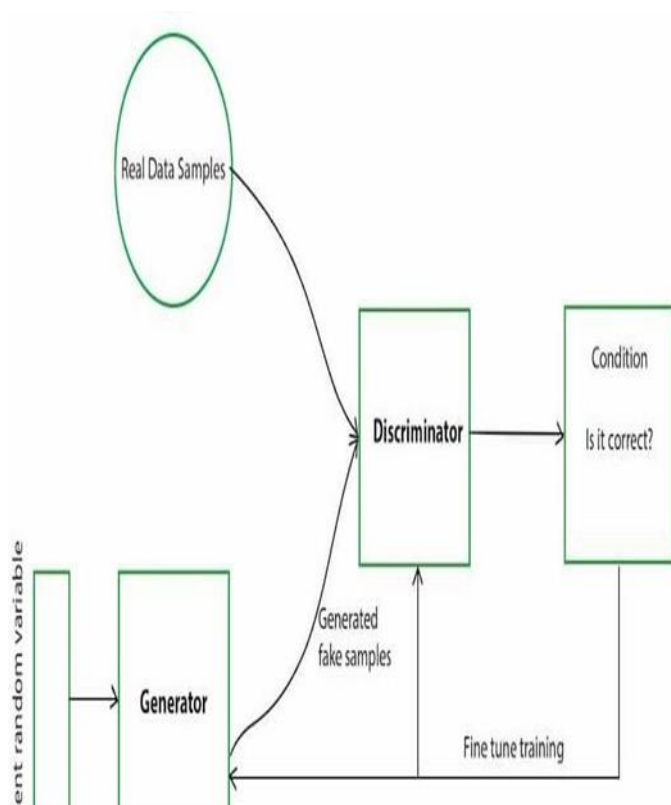 Real Data Samples
Discriminator
Condition
Is it correct?
Generated
fake samples
ent random variable
Generator
Fine tune training